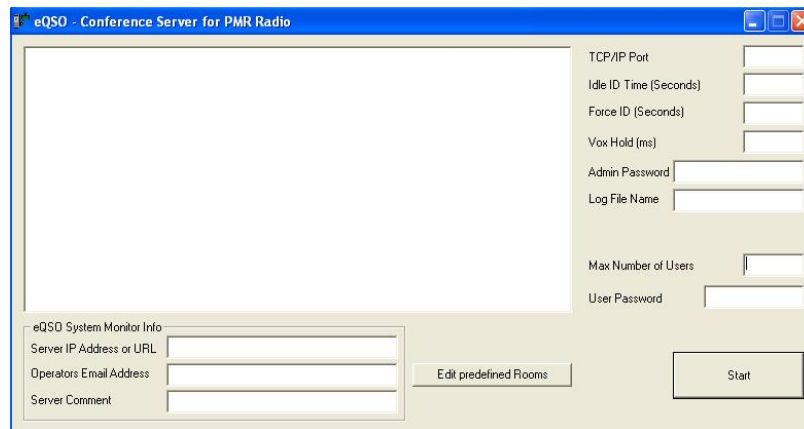 eQSO - Conference Server for PMR Radio
TCP/IP Port
Idle ID Time (Seconds)
Force ID (Seconds)
Vox Hold (ms)
Admin Password
Log File Name
Max Number of Users
User Password
eQSO System Monitor Info
Server IP Address or URL
Operators Email Address
Server Comment
Edit predefined Rooms
Start